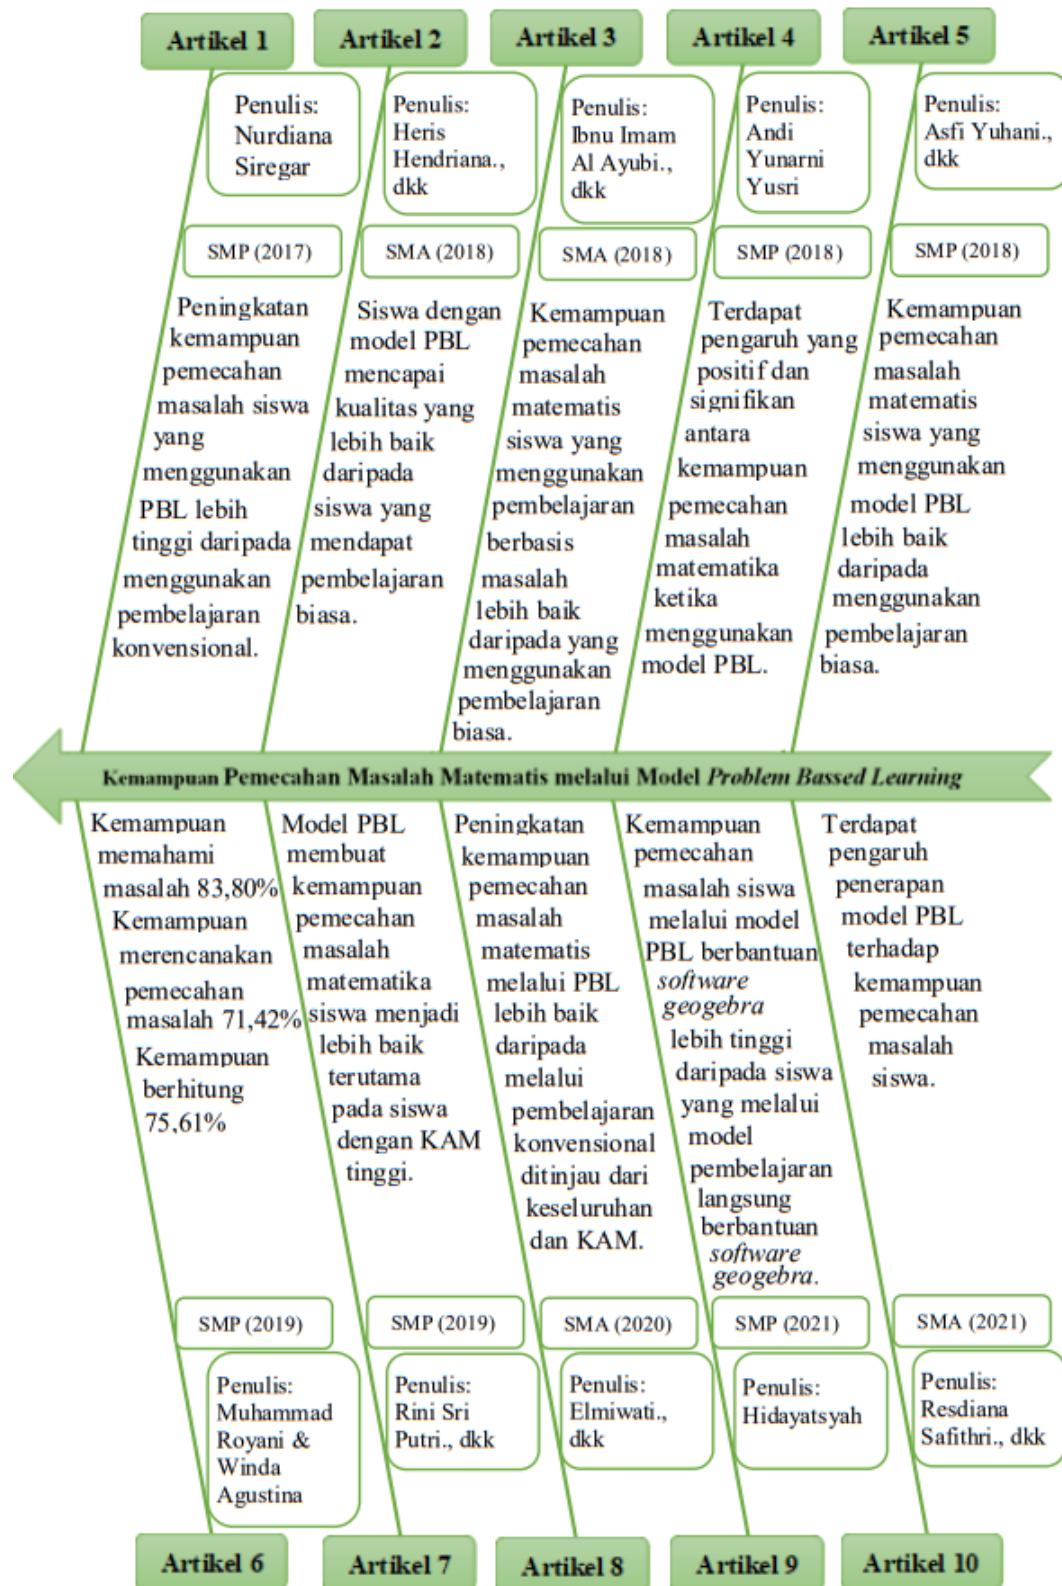 Artikel 1
Penulis:
Nurdiana
Siregar
SMP (2017)
Peningkatan
kemampuan
pemecahan
masalah siswa
yang
menggunakan
PBL lebih
tinggi daripada
menggunakan
pembelajaran
konvensional.
Artikel 2
Penulis:
Heris
Hendriana.,
dkk
SMA (2018)
Siswa dengan
model PBL
mencapai
kualitas yang
lebih baik
daripada
siswa yang
mendapat
pembelajaran
biasa.
Artikel 3
Penulis:
Ibnu Imam
Al Ayubi.,
dkk
SMA (2018)
Kemampuan
pemecahan
masalah
matematis
siswa yang
menggunakan
pembelajaran
berbasis
masalah
lebih baik
daripada yang
menggunakan
pembelajaran
biasa.
Artikel 4
Penulis:
Andi
Yunarni
Yusri
SMP (2018)
Terdapat
pengaruh yang
positif dan
signifikan
antara
kemampuan
pemecahan
masalah
matematika
ketika
menggunakan
model PBL.
Artikel 5
Penulis:
Asfi Yuhani.,
dkk
SMP (2018)
Kemampuan
pemecahan
masalah
matematis
siswa yang
menggunakan
model PBL
lebih baik
daripada
menggunakan
pembelajaran
biasa.
Kemampuan Pemecahan Masalah Matematis melalui Model Problem Bassed Learning
Kemampuan
memahami
masalah 83,80%
Kemampuan
merencanakan
pemecahan
masalah 71,42%
Kemampuan
berhitung
75,61%
SMP (2019)
Penulis:
Muhammad
Royani &
Winda
Agustina
Artikel 6
Model PBL
membuat
kemampuan
pemecahan
masalah
matematika
siswa menjadi
lebih baik
terutama
pada siswa
dengan KAM
tinggi.
SMP (2019)
Penulis:
Rini Sri
Putri., dkk
Artikel 7
Peningkatan
kemampuan
pemecahan
masalah
matematis
melalui PBL
lebih baik
daripada
melalui
pembelajaran
konvensional
ditinjau dari
keseluruhan
dan KAM.
SMA (2020)
Penulis:
Elmiwati.,
dkk
Artikel 8
Kemampuan
pemecahan
masalah siswa
melalui model
PBL berbantuan
software
geogebra
lebih tinggi
daripada siswa
yang melalui
model
pembelajaran
langsung
berbantuan
software
geogebra.
SMP (2021)
Penulis:
Hidayatsyah
Artikel 9
Terdapat
pengaruh
penerapan
model PBL
terhadap
kemampuan
pemecahan
masalah
siswa.
SMA (2021)
Penulis:
Resdiana
Safithri., dkk
Artikel 10